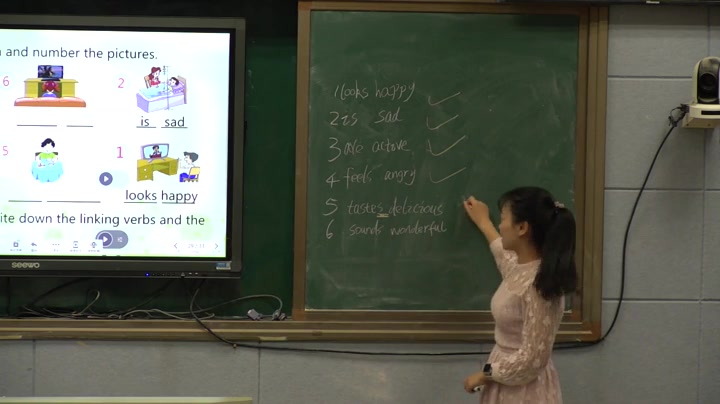 and number the pictures.
6
2
is sad
5
1
looks happy
ite down the linking verbs and the
seewo
1 looks happy
2 is sad
3 are active
4 feels angry
5 tastes delicious
6 sounds wonderful